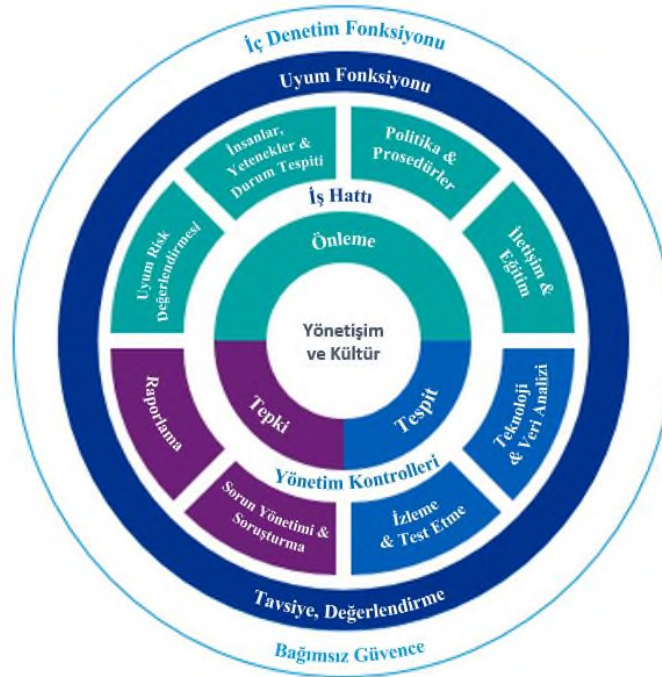 İç Denetim Fonksiyonu
Uyum Fonksiyonu
İnsanlar,
Yetenekler &
Durum Tespiti
Politika &
Prosedürler
İş Hattı
Uyum Risk
Değerlendirmesi
Önleme
İletişim &
Eğitim
Yönetişim
ve Kültür
Raporlama
Tepki
Tespit
Teknoloji
& Veri Analizi
Yönetim Kontrolleri
Sorun Yönetimi &
Soruşturma
İzleme
& Test Etme
Tavsiye, Değerlendirme
Bağımsız Güvence